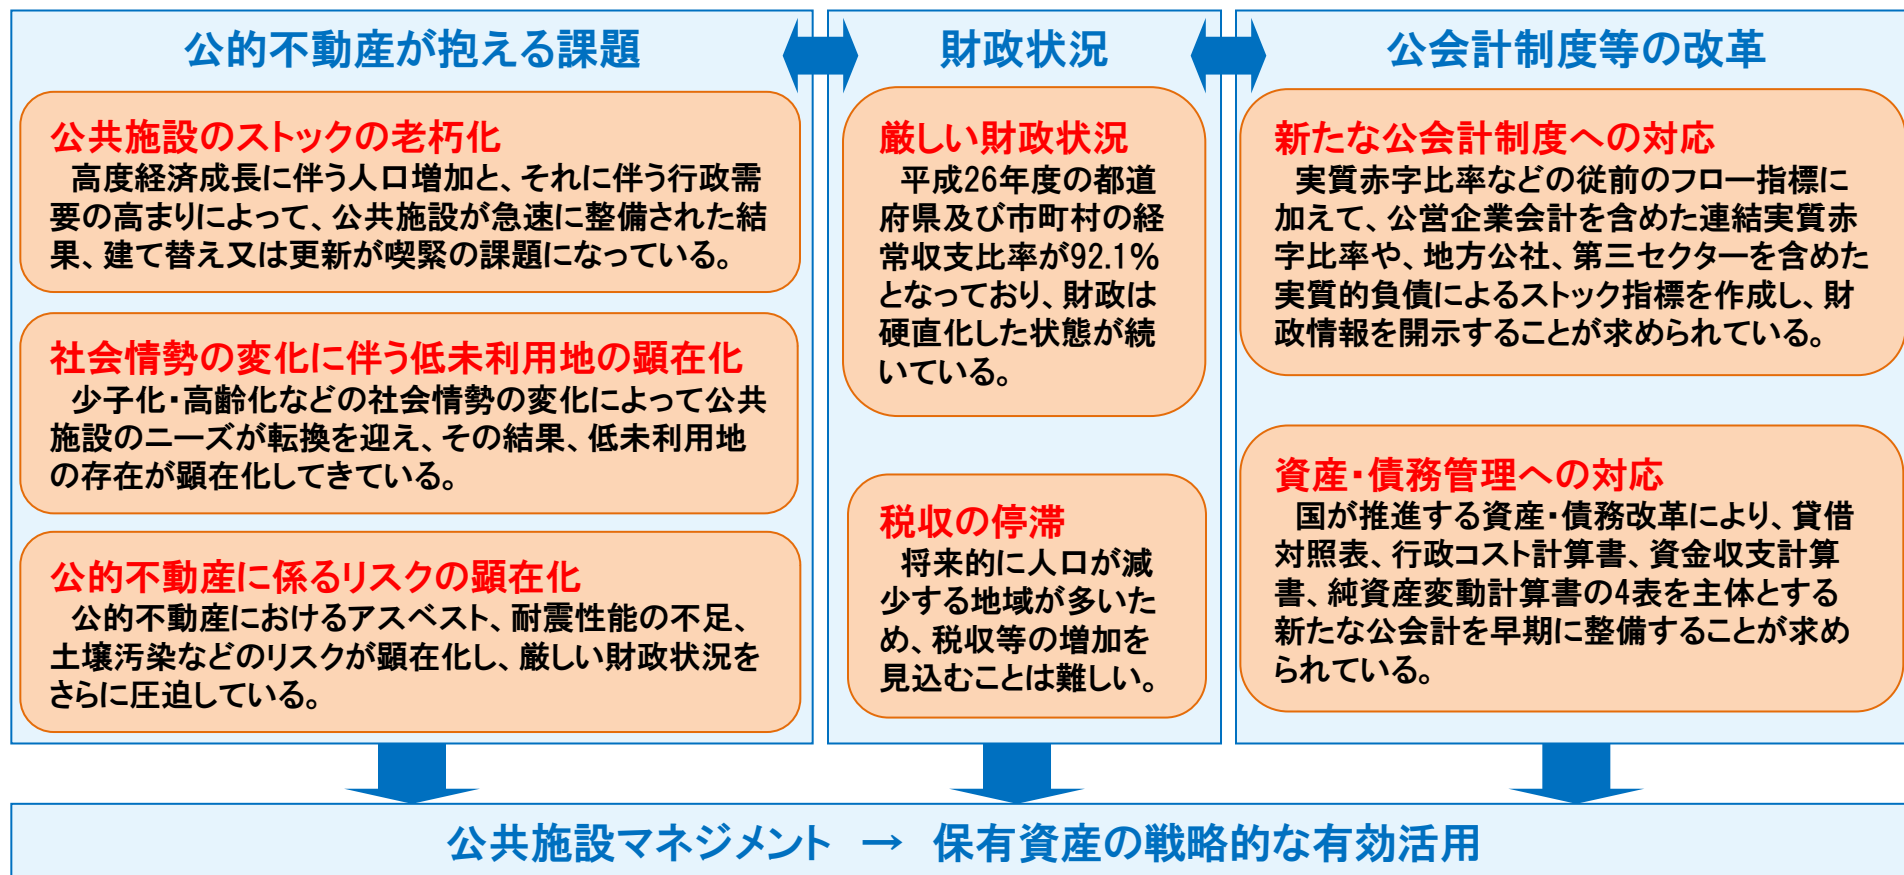 公的不動産が抱える課題
公共施設のストックの老朽化
高度経済成長に伴う人口増加と、それに伴う行政需
要の高まりによって、公共施設が急速に整備された結
果、建て替え又は更新が喫緊の課題になっている。
社会情勢の変化に伴う低未利用地の顕在化
少子化・高齢化などの社会情勢の変化によって公共
施設のニーズが転換を迎え、その結果、低未利用地
の存在が顕在化してきている。
公的不動産に係るリスクの顕在化
公的不動産におけるアスベスト、耐震性能の不足、
土壌汚染などのリスクが顕在化し、厳しい財政状況を
さらに圧迫している。
財政状況
厳しい財政状況
平成26年度の都道
府県及び市町村の経
常収支比率が92.1%
となっており、財政は
硬直化した状態が続
いている。
税収の停滞
将来的に人口が減
少する地域が多いた
め、税収等の増加を
見込むことは難しい。
公会計制度等の改革
新たな公会計制度への対応
実質赤字比率などの従前のフロー指標に
加えて、公営企業会計を含めた連結実質赤
字比率や、地方公社、第三セクターを含めた
実質的負債によるストック指標を作成し、財
政情報を開示することが求められている。
資産・債務管理への対応
国が推進する資産・債務改革により、貸借
対照表、行政コスト計算書、資金収支計算
書、純資産変動計算書の4表を主体とする
新たな公会計を早期に整備することが求め
られている。
公共施設マネジメント → 保有資産の戦略的な有効活用